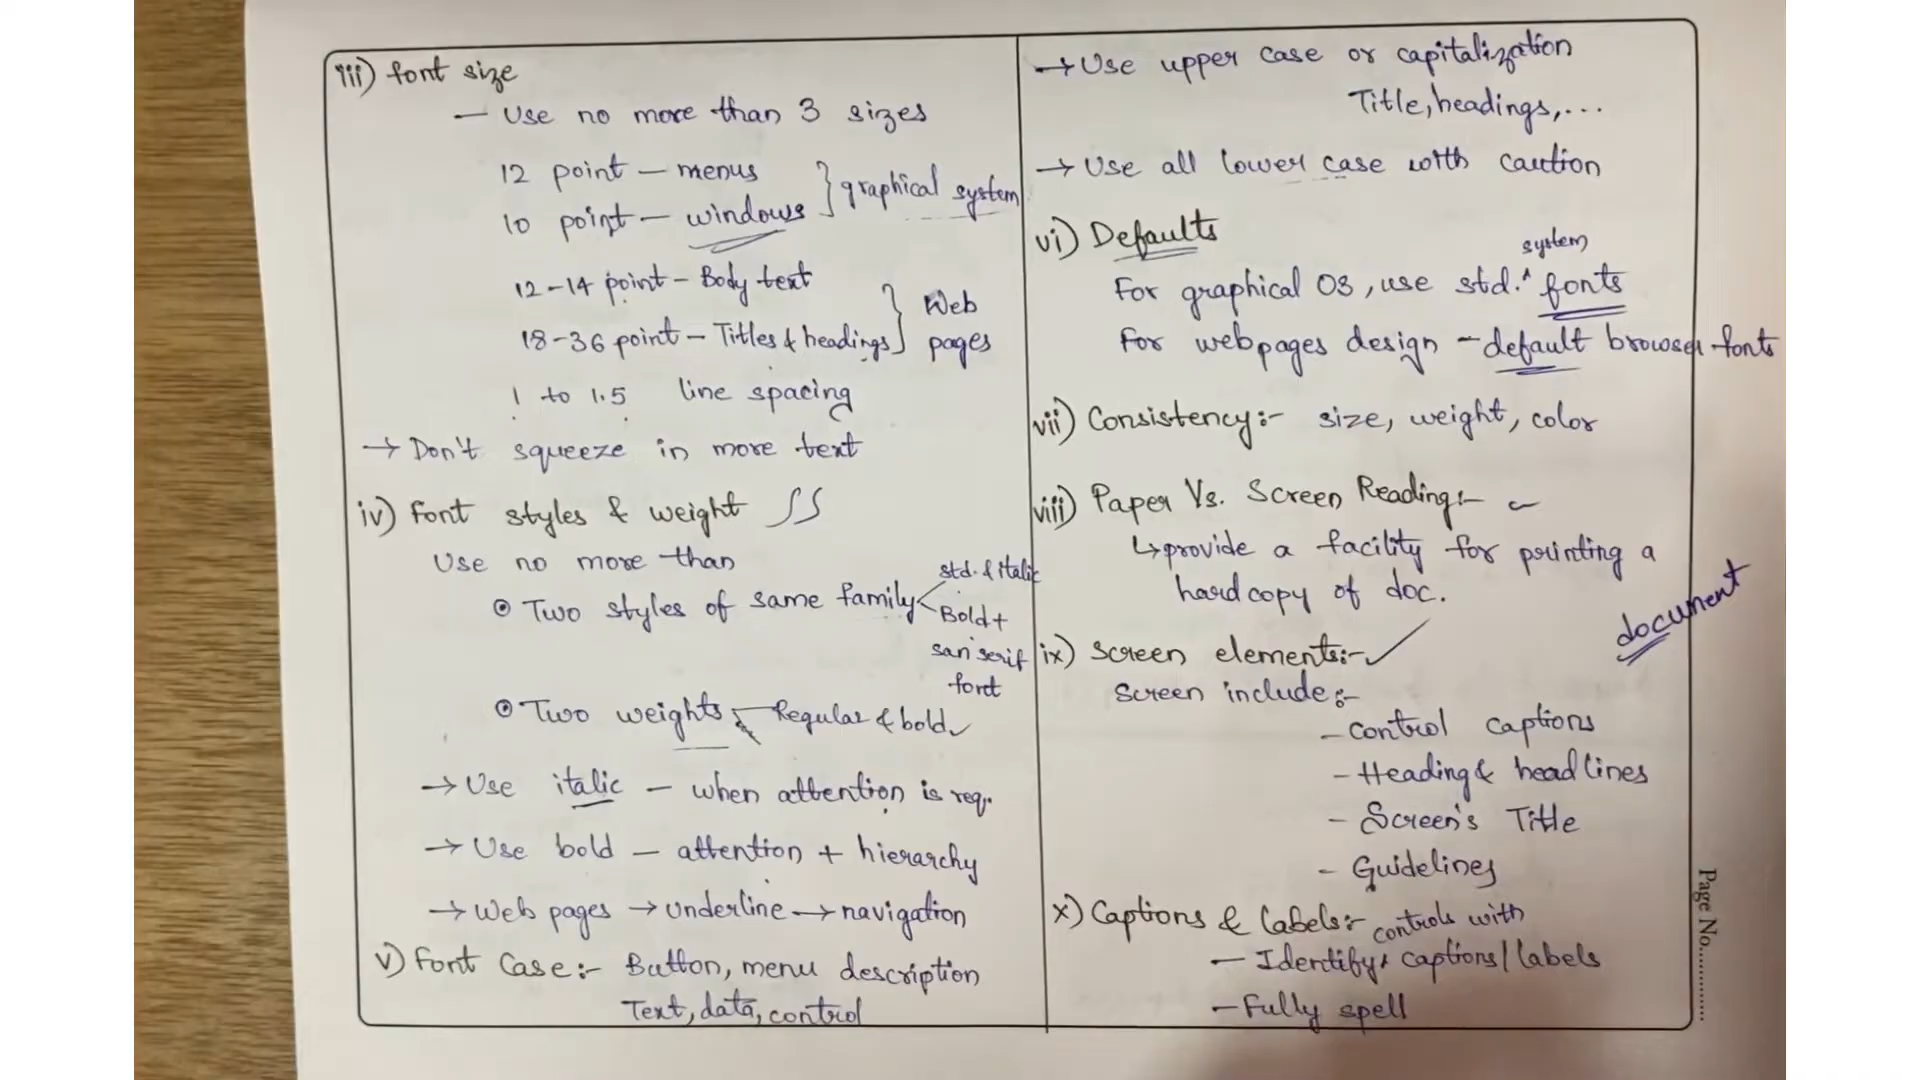 iii) font size
— Use no more than 3 sizes
12 point — menus
10 point — windows
} graphical system
12-14 point – Body text
18-36 point – Titles & headings
} Web pages
1 to 1.5 line spacing
→ Don't squeeze in more text
iv) font styles & weight
Use no more than
⊙ Two styles of same family < std. & italic
Bold +
san serif
font
⊙ Two weights Regular & bold
→ Use italic — when attention is req.
→ Use bold — attention + hierarchy
→ Web pages → underline → navigation
v) font Case:- Button, menu description
Text, data, control
→ Use upper case or capitalization
Title, headings,...
→ Use all lower case with caution
vi) Defaults
system
For graphical OS, use std.^ fonts
For webpages design – default browser fonts
vii) Consistency:- size, weight, color
viii) Paper Vs. Screen Reading:-
↳ provide a facility for printing a
hard copy of doc.
document
ix) Screen elements:- ✓
Screen include:-
– control captions
– Heading & head lines
– Screen's Title
– Guidelines
x) Captions & labels:-
controls with
— Identify^ captions/labels
— Fully spell
Page No...........